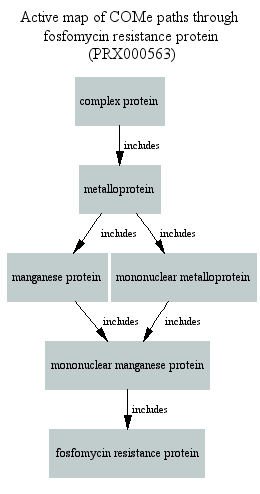 Active map of COMe paths through
fosfomycin resistance protein
(PRX000563)
complex protein
includes
metalloprotein
includes includes
manganese protein mononuclear metalloprotein
includes includes
mononuclear manganese protein
includes
fosfomycin resistance protein